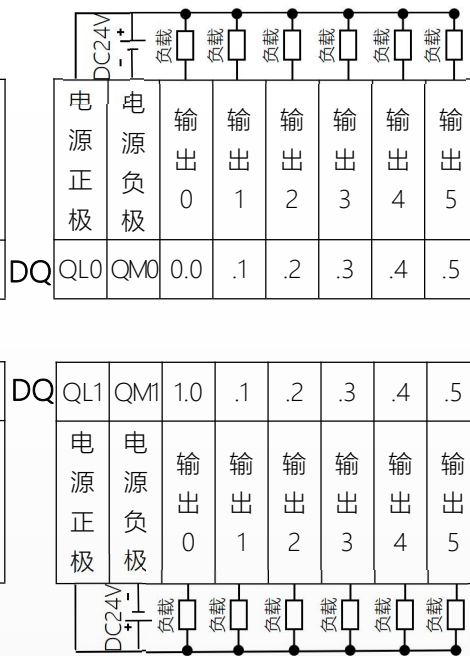 DC24V + - 负载 负载 负载 负载 负载 负载
电源正极 电源负极 输出0 输出1 输出2 输出3 输出4 输出5
DQ QL0 QM0 0.0 .1 .2 .3 .4 .5
DQ QL1 QM1 1.0 .1 .2 .3 .4 .5
电源正极 电源负极 输出0 输出1 输出2 输出3 输出4 输出5
DC24V - + 负载 负载 负载 负载 负载 负载